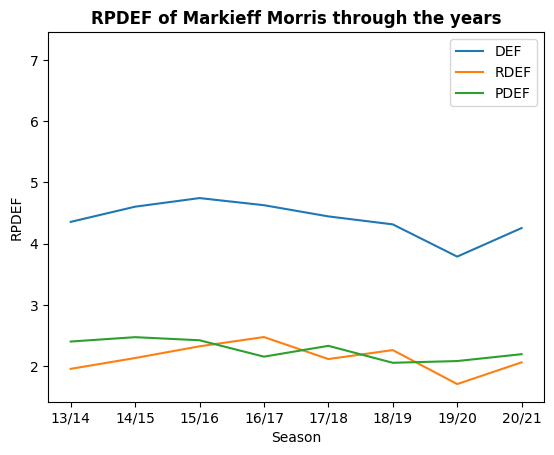 RPDEF of Markieff Morris through the years
DEF
RDEF
PDEF
7
6
5
4
3
2
RPDEF
13/14 14/15 15/16 16/17 17/18 18/19 19/20 20/21
Season